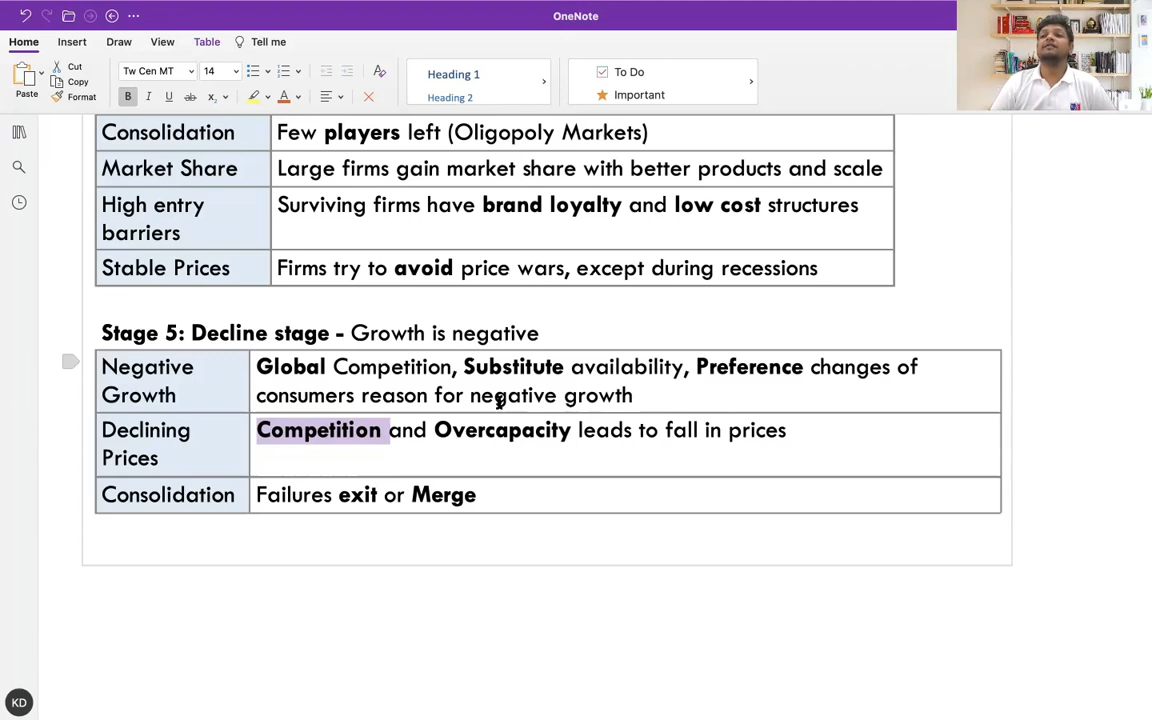 OneNote
Home Insert Draw View Table Tell me
Paste
Cut
Copy
Format
Tw Cen MT 14
B I U ab x₂ A
Heading 1
Heading 2
To Do
Important
Consolidation Few players left (Oligopoly Markets)
Market Share Large firms gain market share with better products and scale
High entry Surviving firms have brand loyalty and low cost structures
barriers
Stable Prices Firms try to avoid price wars, except during recessions
Stage 5: Decline stage - Growth is negative
Negative Global Competition, Substitute availability, Preference changes of
Growth consumers reason for negative growth
Declining Competition and Overcapacity leads to fall in prices
Prices
Consolidation Failures exit or Merge
KD